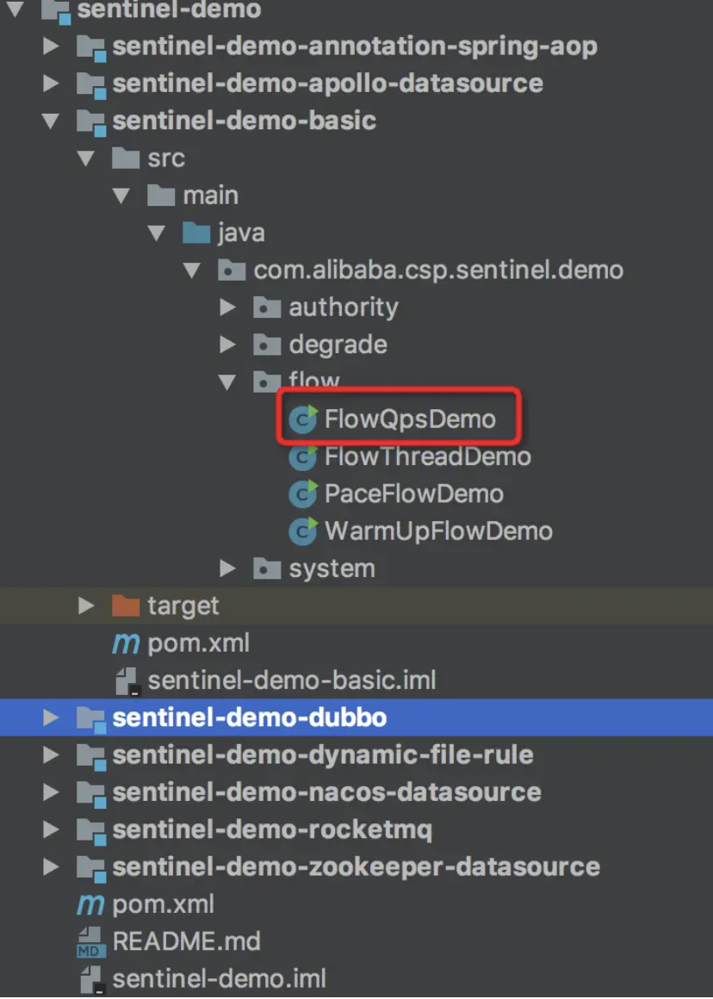 sentinel-demo
sentinel-demo-annotation-spring-aop
sentinel-demo-apollo-datasource
sentinel-demo-basic
src
main
java
com.alibaba.csp.sentinel.demo
authority
degrade
flow
C FlowQpsDemo
C FlowThreadDemo
C PaceFlowDemo
C WarmUpFlowDemo
system
target
m pom.xml
sentinel-demo-basic.iml
sentinel-demo-dubbo
sentinel-demo-dynamic-file-rule
sentinel-demo-nacos-datasource
sentinel-demo-rocketmq
sentinel-demo-zookeeper-datasource
m pom.xml
MD README.md
sentinel-demo.iml